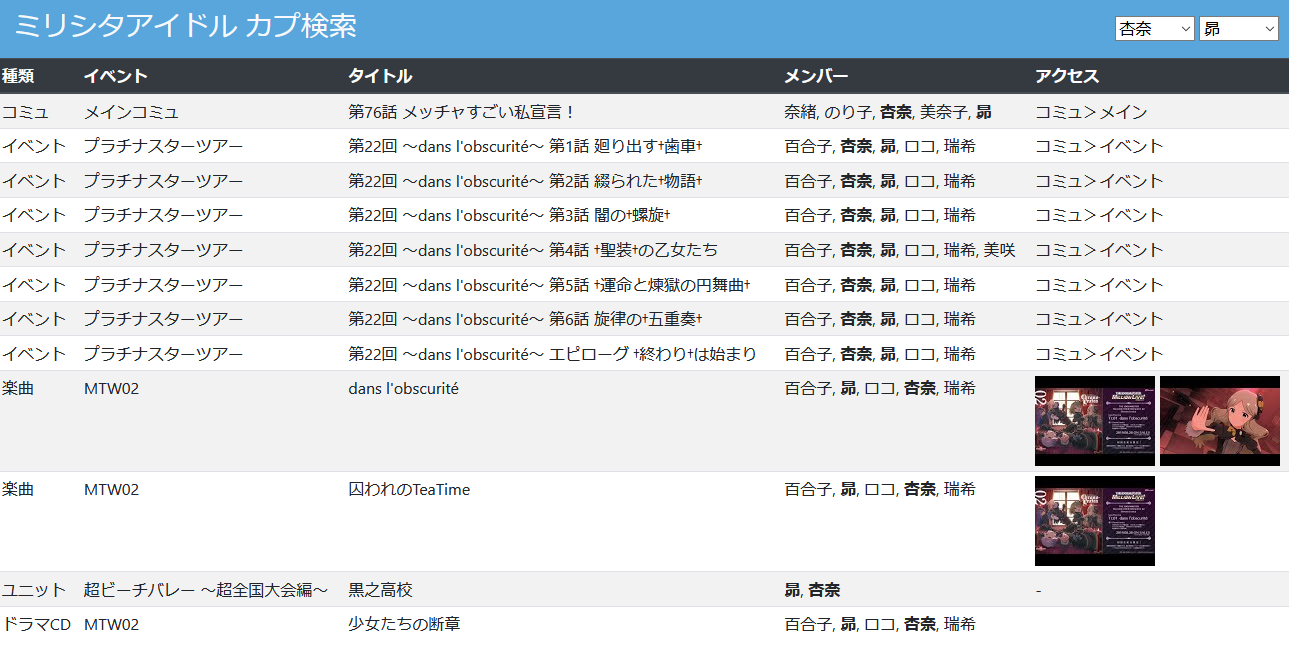 ミリシタアイドル カプ検索 杏奈 昴
種類 イベント タイトル メンバー アクセス
コミュ メインコミュ 第76話 メッチャすごい私宣言！ 奈緒, のり子, 杏奈, 美奈子, 昴 コミュ＞メイン
イベント プラチナスターツアー 第22回 ～dans l'obscurité～ 第1話 廻り出す†歯車† 百合子, 杏奈, 昴, ロコ, 瑞希 コミュ＞イベント
イベント プラチナスターツアー 第22回 ～dans l'obscurité～ 第2話 綴られた†物語† 百合子, 杏奈, 昴, ロコ, 瑞希 コミュ＞イベント
イベント プラチナスターツアー 第22回 ～dans l'obscurité～ 第3話 闇の†螺旋† 百合子, 杏奈, 昴, ロコ, 瑞希 コミュ＞イベント
イベント プラチナスターツアー 第22回 ～dans l'obscurité～ 第4話 †聖装†の乙女たち 百合子, 杏奈, 昴, ロコ, 瑞希, 美咲 コミュ＞イベント
イベント プラチナスターツアー 第22回 ～dans l'obscurité～ 第5話 †運命と煉獄の円舞曲† 百合子, 杏奈, 昴, ロコ, 瑞希 コミュ＞イベント
イベント プラチナスターツアー 第22回 ～dans l'obscurité～ 第6話 旋律の†五重奏† 百合子, 杏奈, 昴, ロコ, 瑞希 コミュ＞イベント
イベント プラチナスターツアー 第22回 ～dans l'obscurité～ エピローグ †終わり†は始まり 百合子, 杏奈, 昴, ロコ, 瑞希 コミュ＞イベント
楽曲 MTW02 dans l'obscurité 百合子, 昴, ロコ, 杏奈, 瑞希
02
MILLION LIVE!
楽曲 MTW02 囚われのTeaTime 百合子, 昴, ロコ, 杏奈, 瑞希
02
MILLION LIVE!
ユニット 超ビーチバレー ～超全国大会編～ 黒之高校 昴, 杏奈 -
ドラマCD MTW02 少女たちの断章 百合子, 昴, ロコ, 杏奈, 瑞希